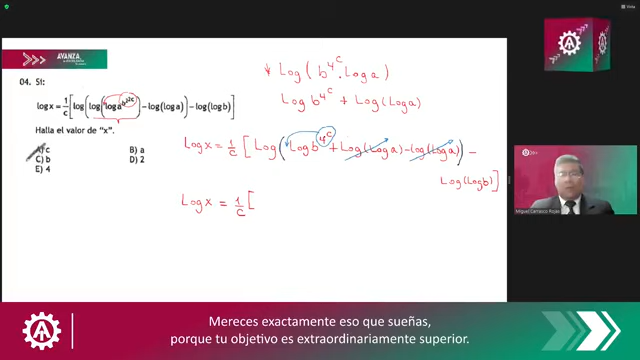 AVANZA
04. Si:
log x = 1/c [log (log (log a^b^2^2c) – log (log a)) – log (log b)]
Halla el valor de "x".
A) c B) a
C) b D) 2
E) 4
↓ Log ( b^4^c . Log a )
Log b^4^c + Log (Log a)
Log x = 1/c [ Log ( Log b^4^c + Log (Log a) – Log (Log a) ) –
Log (Log b) ]
Log x = 1/c [
Miguel Carrasco Rojas
Mereces exactamente eso que sueñas,
porque tu objetivo es extraordinariamente superior.